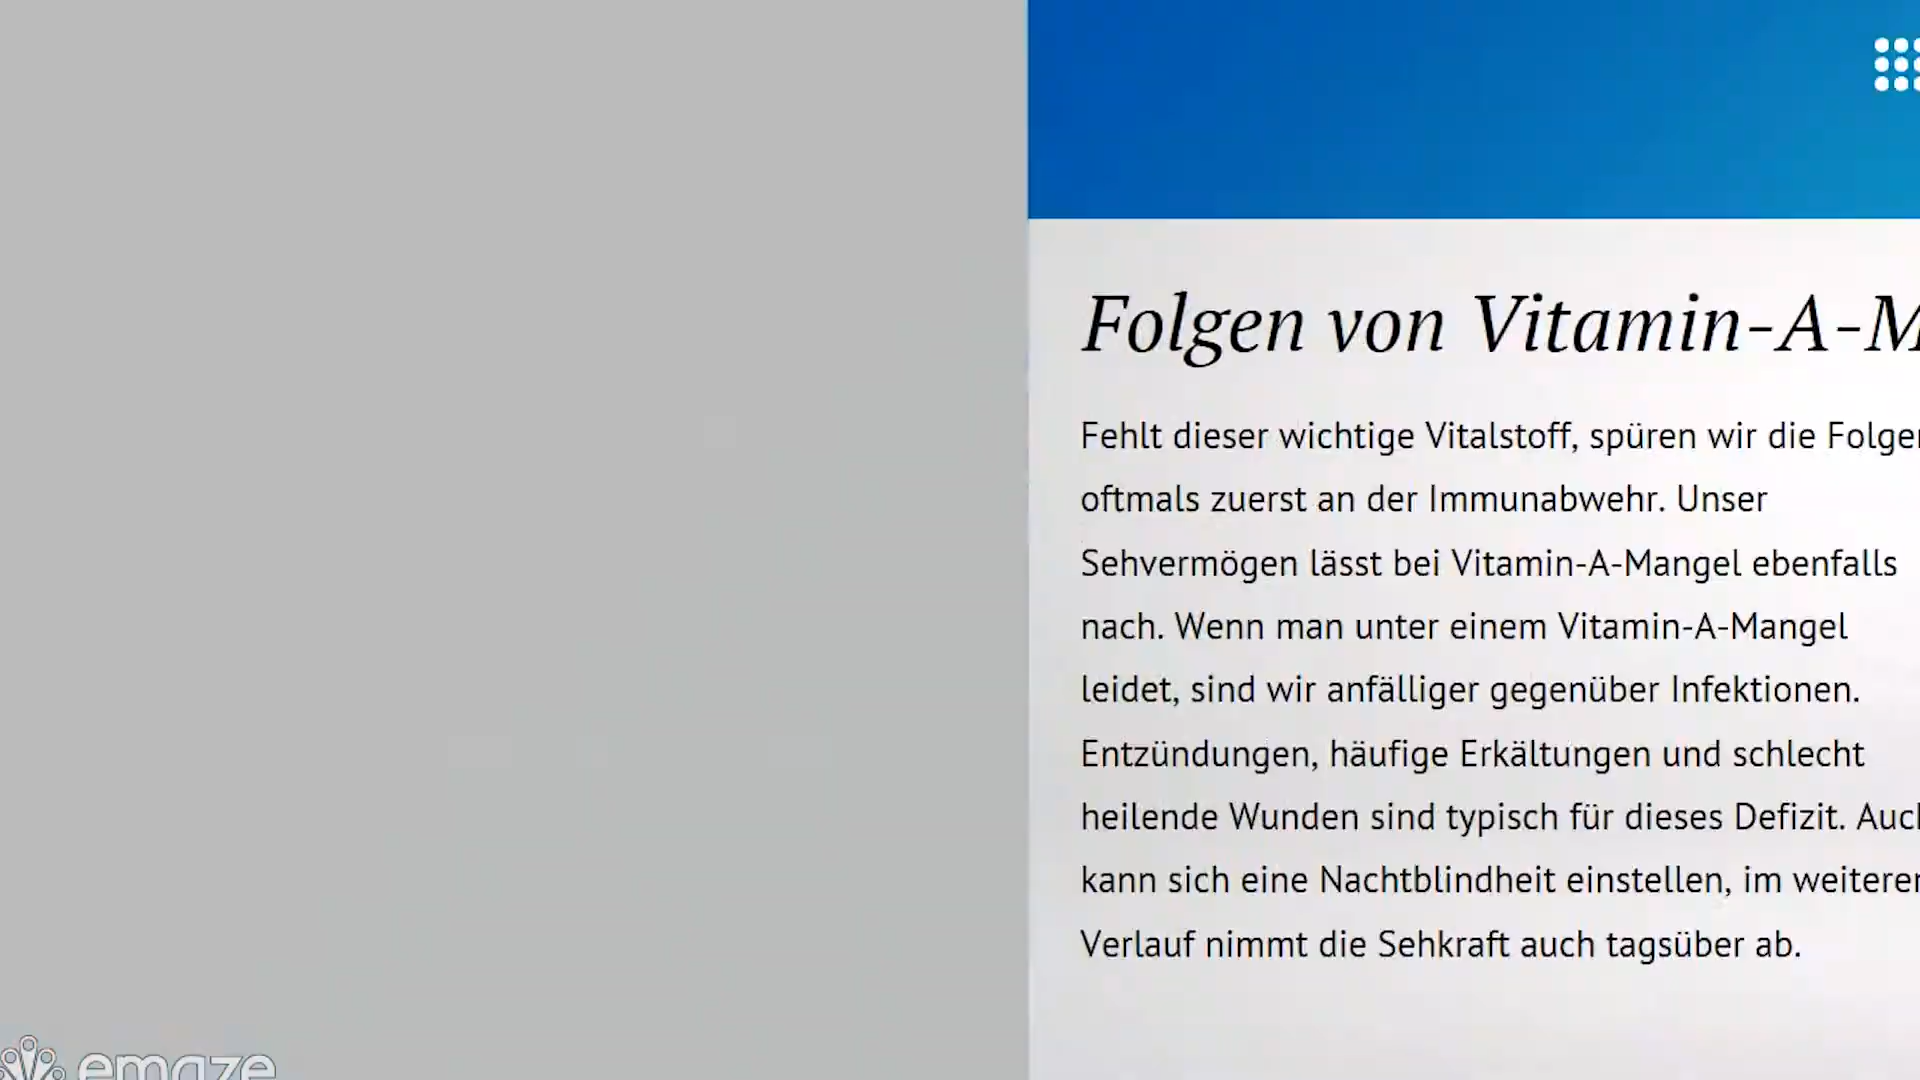 Folgen von Vitamin-A-M
Fehlt dieser wichtige Vitalstoff, spüren wir die Folgen
oftmals zuerst an der Immunabwehr. Unser
Sehvermögen lässt bei Vitamin-A-Mangel ebenfalls
nach. Wenn man unter einem Vitamin-A-Mangel
leidet, sind wir anfälliger gegenüber Infektionen.
Entzündungen, häufige Erkältungen und schlecht
heilende Wunden sind typisch für dieses Defizit. Auch
kann sich eine Nachtblindheit einstellen, im weiteren
Verlauf nimmt die Sehkraft auch tagsüber ab.
emaze